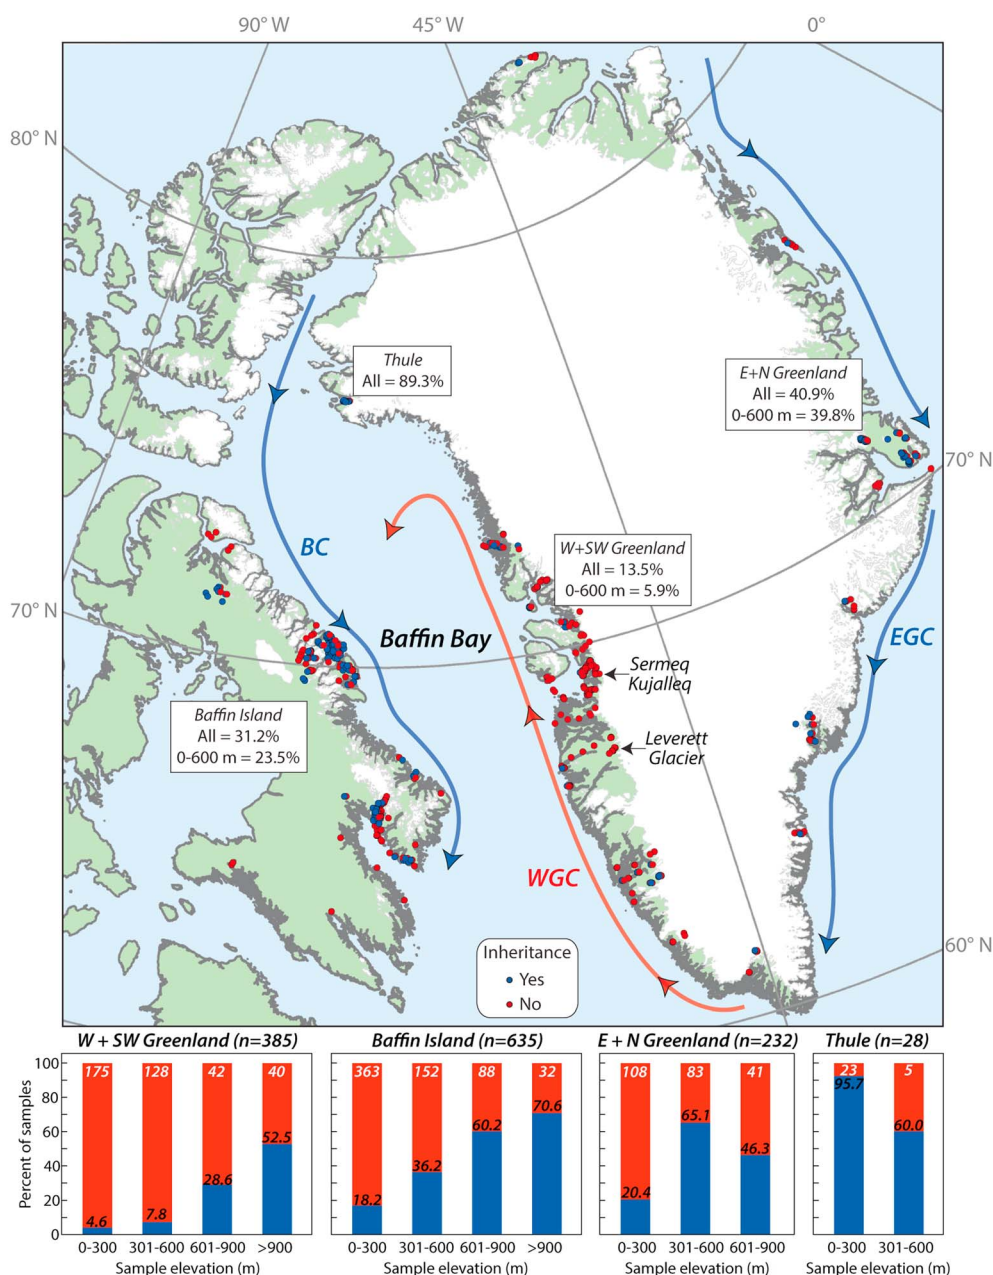 90° W
45° W
0°
80° N
Thule
All = 89.3%
E+N Greenland
All = 40.9%
0-600 m = 39.8%
70° N
BC
W+SW Greenland
All = 13.5%
0-600 m = 5.9%
70° N
Baffin Bay
EGC
Sermeq
Kujalleq
Baffin Island
All = 31.2%
0-600 m = 23.5%
Leverett
Glacier
WGC
Inheritance
Yes
No
60° N
W + SW Greenland (n=385)
Baffin Island (n=635)
E + N Greenland (n=232)
Thule (n=28)
Percent of samples
100
80
60
40
20
0
175
128
42
40
4.6
7.8
28.6
52.5
0-300
301-600
601-900
>900
Sample elevation (m)
363
152
88
32
18.2
36.2
60.2
70.6
0-300
301-600
601-900
>900
Sample elevation (m)
108
83
41
20.4
65.1
46.3
0-300
301-600
601-900
Sample elevation (m)
23
5
95.7
60.0
0-300
301-600
Sample elevation (m)